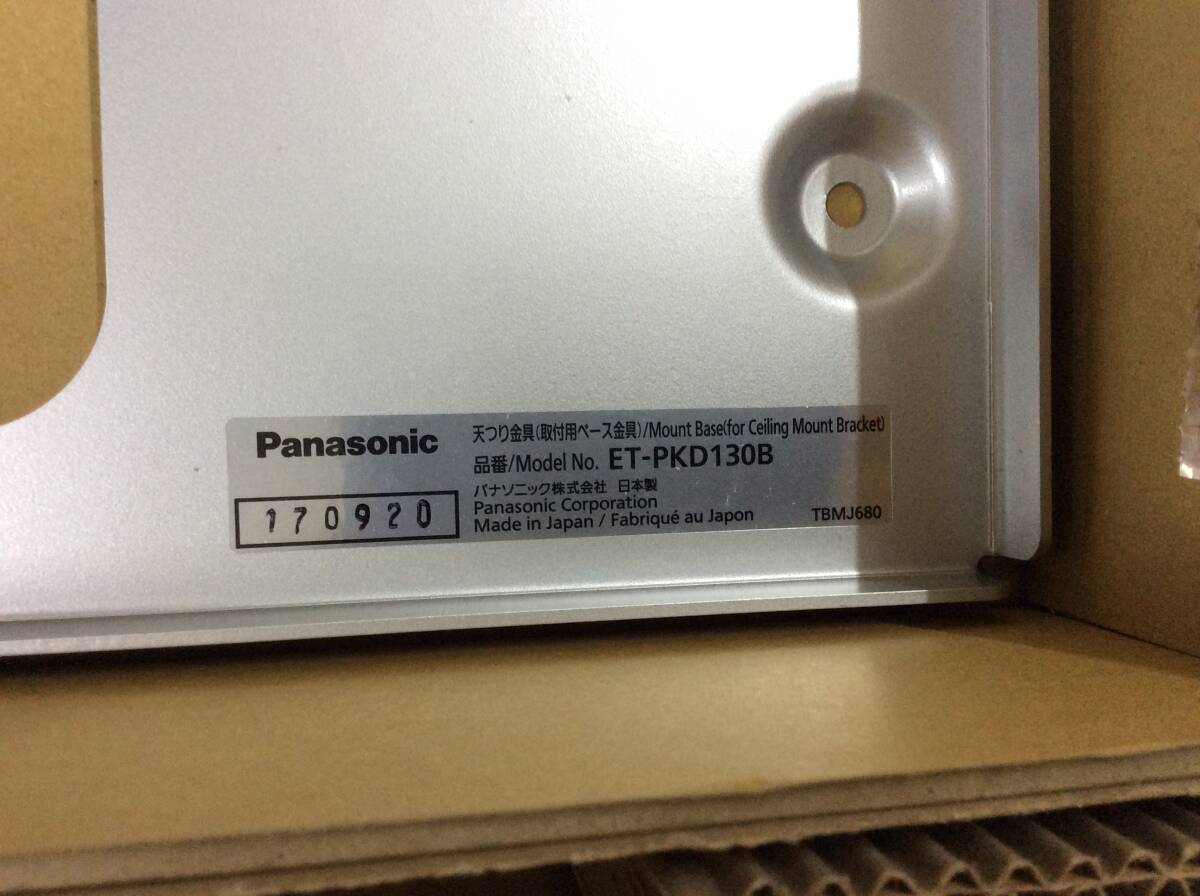 Panasonic
170920
天つり金具(取付用ベース金具)/Mount Base(for Ceiling Mount Bracket)
品番/Model No. ET-PKD130B
パナソニック株式会社 日本製
Panasonic Corporation
Made in Japan / Fabriqué au Japon TBMJ680